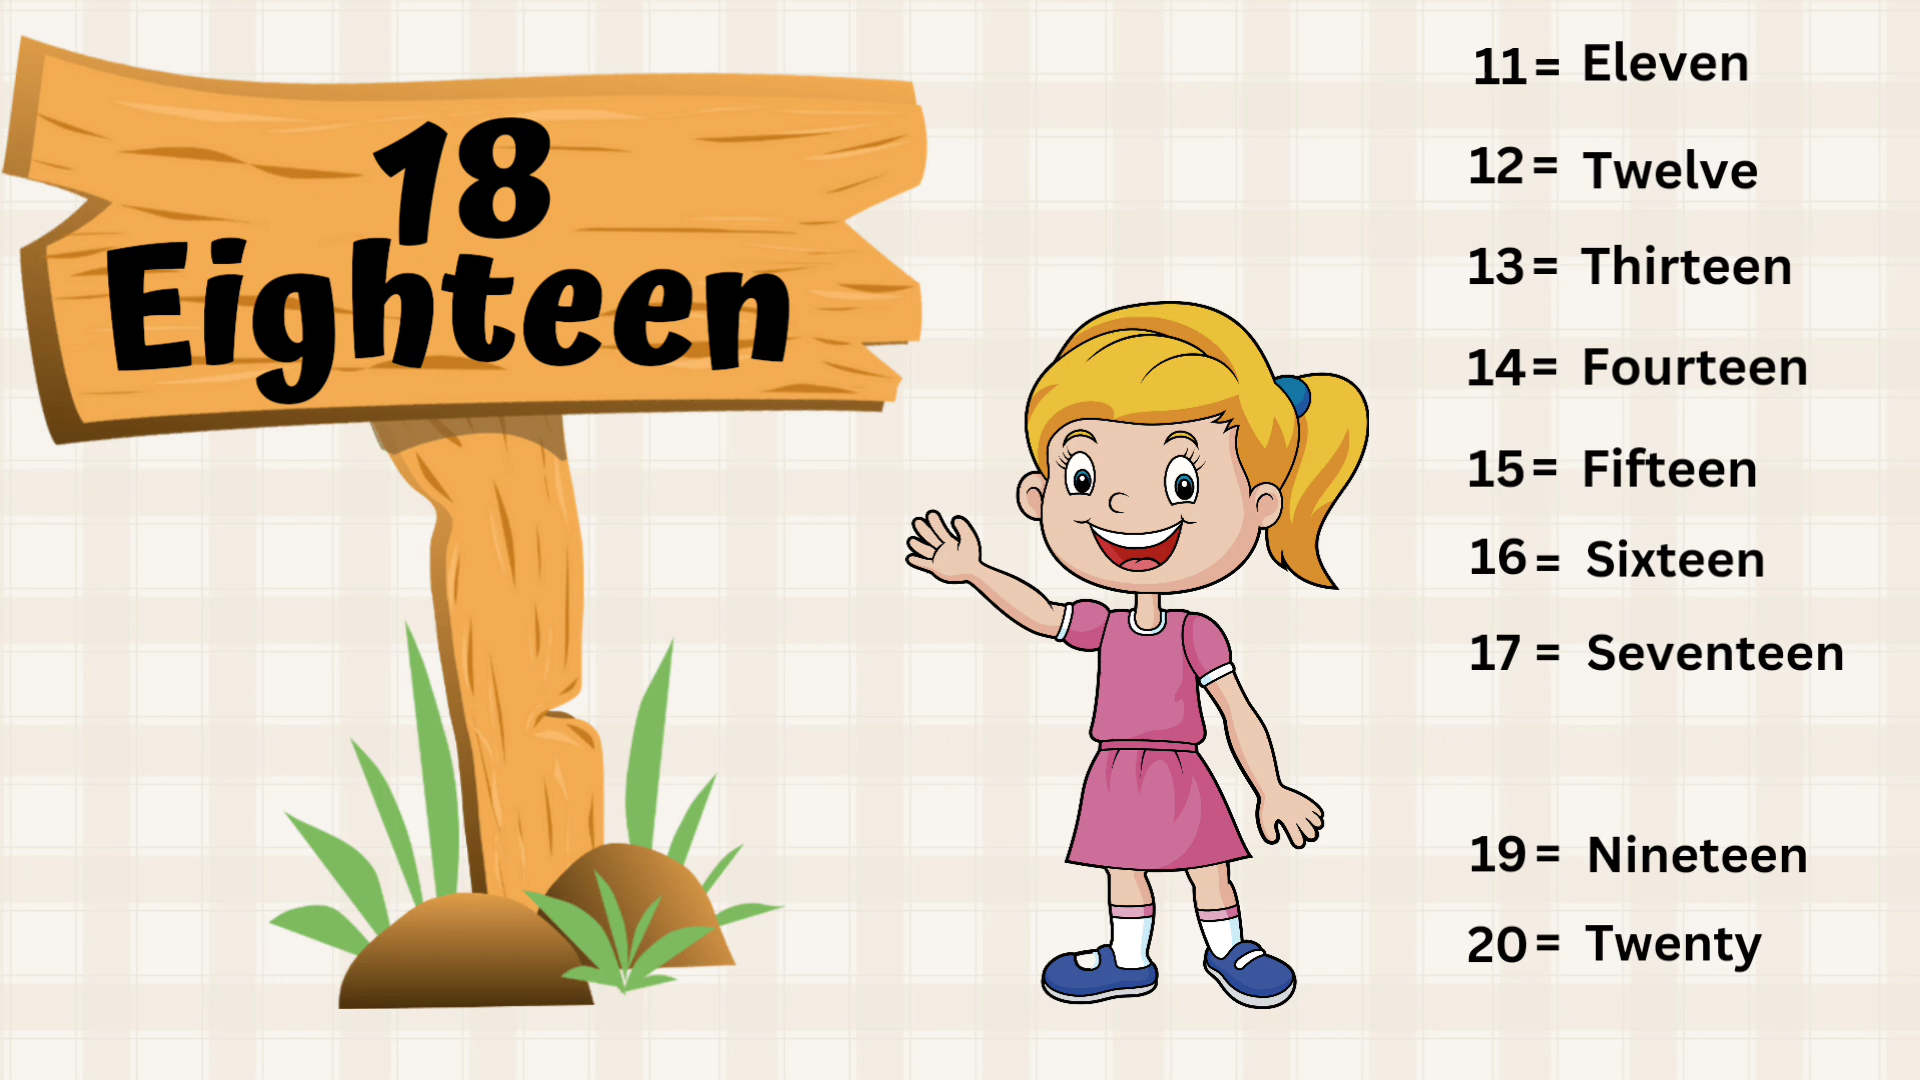 18
Eighteen
11= Eleven
12= Twelve
13= Thirteen
14= Fourteen
15= Fifteen
16= Sixteen
17= Seventeen
19= Nineteen
20= Twenty